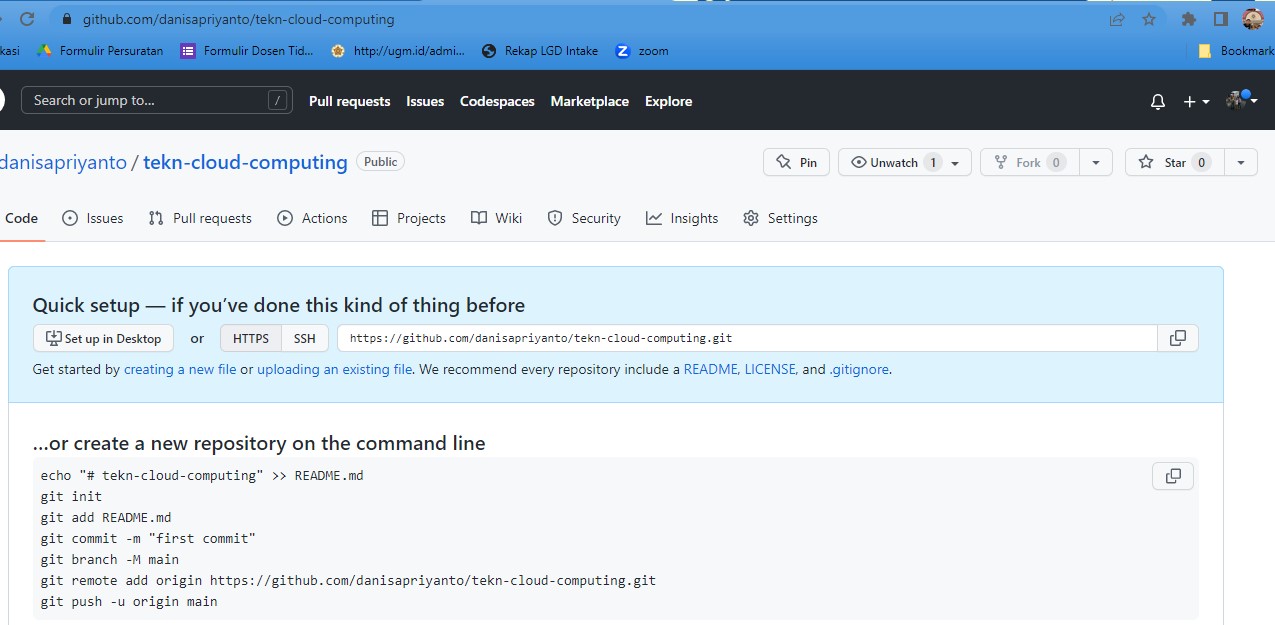 github.com/danisapriyanto/tekn-cloud-computing
kasi Formulir Persuratan Formulir Dosen Tid... http://ugm.id/admi... Rekap LGD Intake zoom Bookmark
Search or jump to... / Pull requests Issues Codespaces Marketplace Explore
danisapriyanto / tekn-cloud-computing Public Pin Unwatch 1 Fork 0 Star 0
Code Issues Pull requests Actions Projects Wiki Security Insights Settings
Quick setup — if you've done this kind of thing before
Set up in Desktop or HTTPS SSH https://github.com/danisapriyanto/tekn-cloud-computing.git
Get started by creating a new file or uploading an existing file. We recommend every repository include a README, LICENSE, and .gitignore.
...or create a new repository on the command line
echo "# tekn-cloud-computing" >> README.md
git init
git add README.md
git commit -m "first commit"
git branch -M main
git remote add origin https://github.com/danisapriyanto/tekn-cloud-computing.git
git push -u origin main